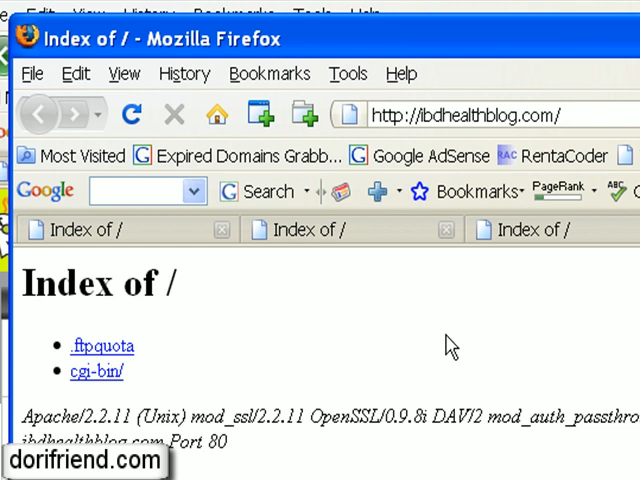 Edit View History Bookmarks Tools Help
Index of / - Mozilla Firefox
File Edit View History Bookmarks Tools Help
http://ibdhealthblog.com/
Most Visited G Expired Domains Grabb... G Google AdSense RAC RentaCoder
Google G Search Bookmarks PageRank ABC
Index of / Index of / Index of /
Index of /
.ftpquota
cgi-bin/
Apache/2.2.11 (Unix) mod_ssl/2.2.11 OpenSSL/0.9.8i DAV/2 mod_auth_passthro
ibdhealthblog.com Port 80
dorifriend.com